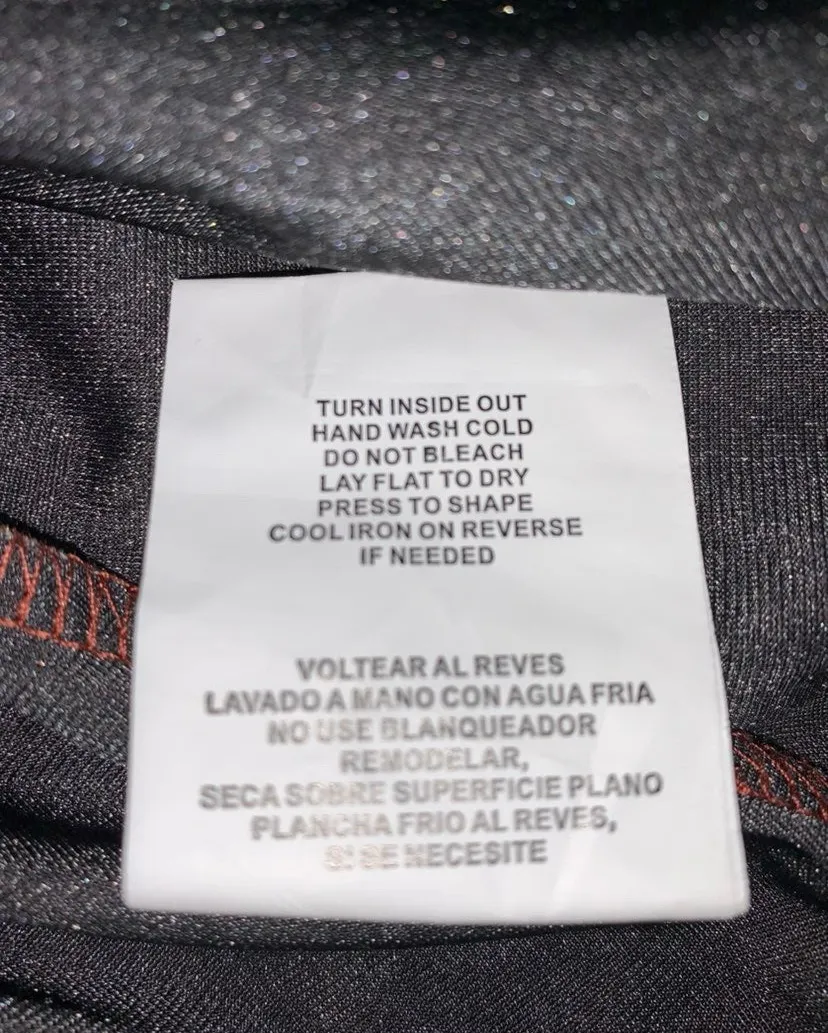 TURN INSIDE OUT
HAND WASH COLD
DO NOT BLEACH
LAY FLAT TO DRY
PRESS TO SHAPE
COOL IRON ON REVERSE
IF NEEDED
VOLTEAR AL REVES
LAVADO A MANO CON AGUA FRIA
NO USE BLANQUEADOR
REMODELAR,
SECA SOBRE SUPERFICIE PLANO
PLANCHA FRIO AL REVES,
SI SE NECESITE